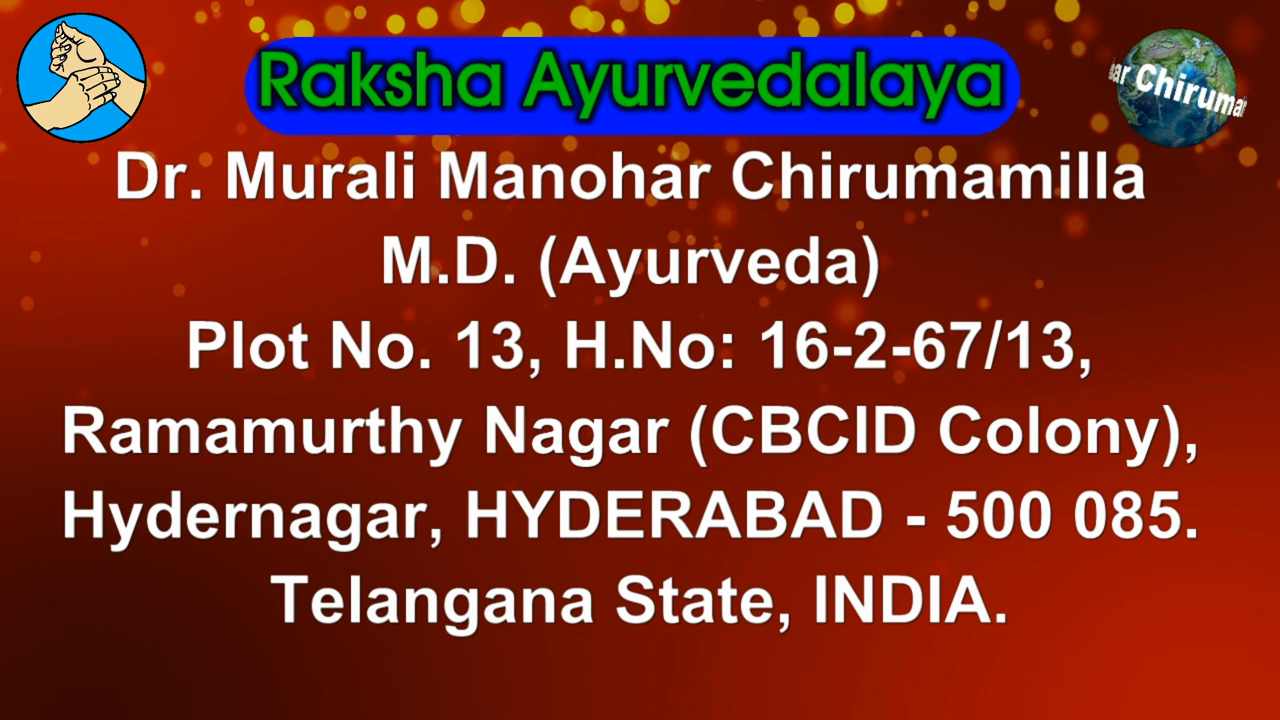 Raksha Ayurvedalaya
Chiruma
Dr. Murali Manohar Chirumamilla
M.D. (Ayurveda)
Plot No. 13, H.No: 16-2-67/13,
Ramamurthy Nagar (CBCID Colony),
Hydernagar, HYDERABAD - 500 085.
Telangana State, INDIA.